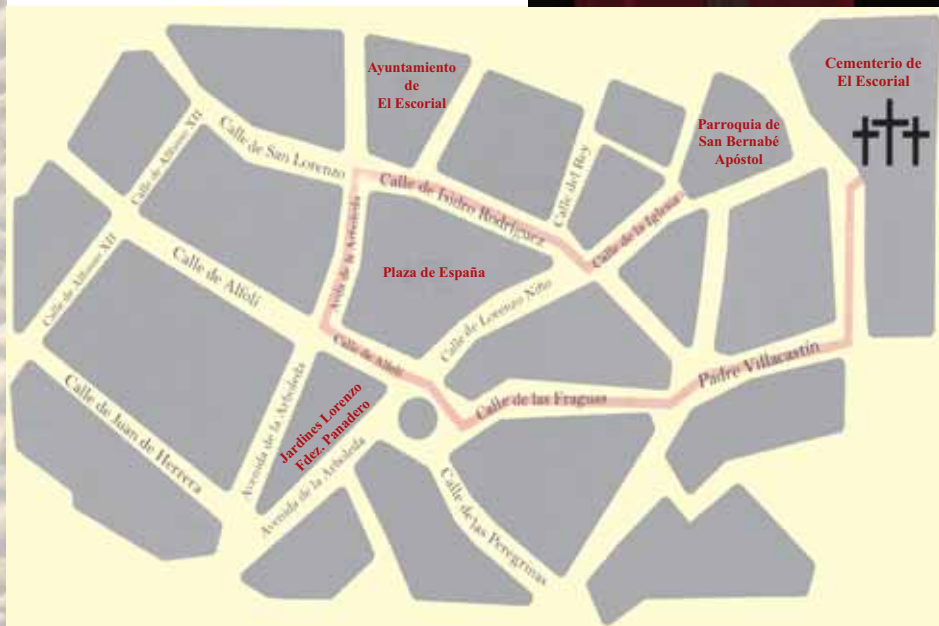 Ayuntamiento
de
El Escorial
Cementerio de
El Escorial
Parroquia de
San Bernabé
Apóstol
Calle de Alfonso XII
Calle de San Lorenzo
Calle de Isidro Rodríguez
Calle del Rey
Calle de la Iglesia
Avda de la Arboleda
Plaza de España
Calle de Alfonso XII
Calle de Alfolí
Calle de Lorenzo Niño
Calle de Alfolí
Padre Villacastín
Calle de las Fraguas
Calle de Juan de Herrera
Avenida de la Arboleda
Jardines Lorenzo
Fdez. Panadero
Avenida de la Arboleda
Calle de las Peregrinas